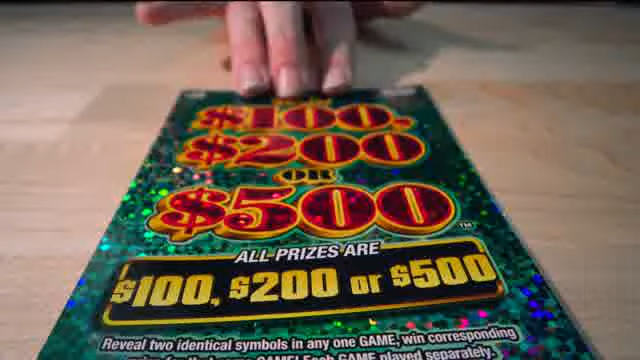 $100,
$200
OR
$500™
ALL PRIZES ARE
$100, $200 or $500
Reveal two identical symbols in any one GAME, win corresponding
GAME! Each GAME played separately.